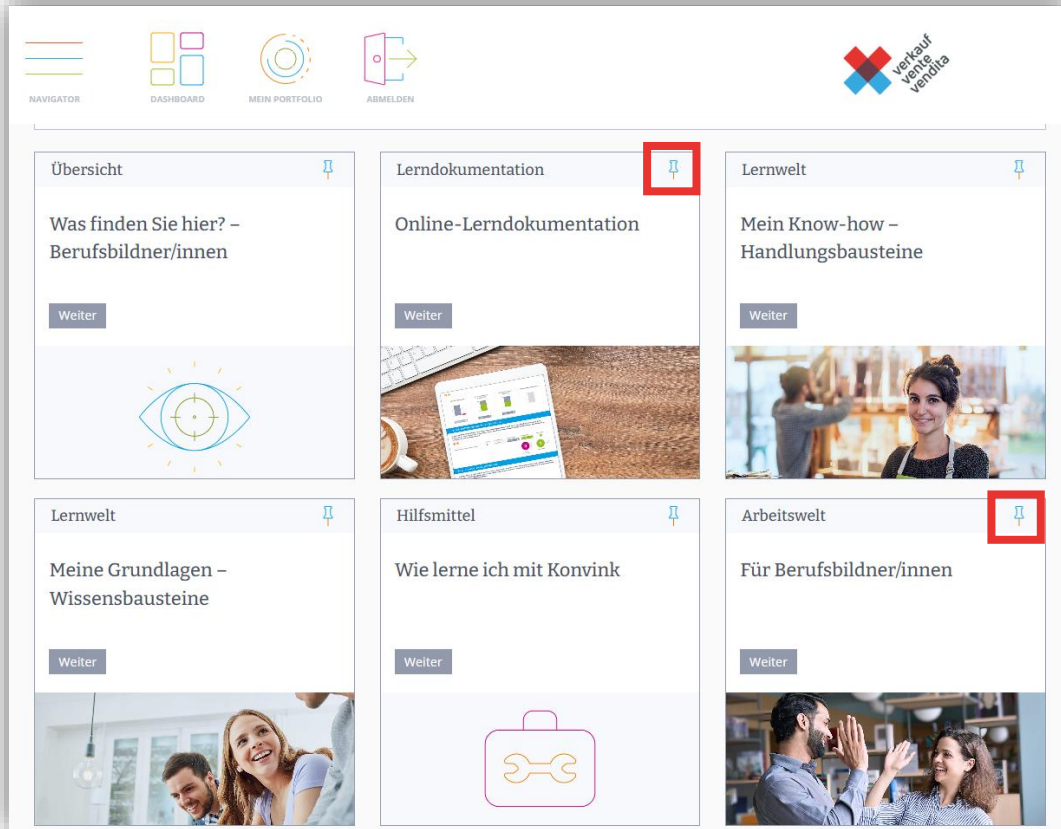 NAVIGATOR
DASHBOARD
MEIN PORTFOLIO
ABMELDEN
verkauf
vente
vendita
Übersicht
Was finden Sie hier? –
Berufsbildner/innen
Weiter
Lerndokumentation
Online-Lerndokumentation
Weiter
Lernwelt
Mein Know-how –
Handlungsbausteine
Weiter
Lernwelt
Meine Grundlagen –
Wissensbausteine
Weiter
Hilfsmittel
Wie lerne ich mit Konvink
Weiter
Arbeitswelt
Für Berufsbildner/innen
Weiter